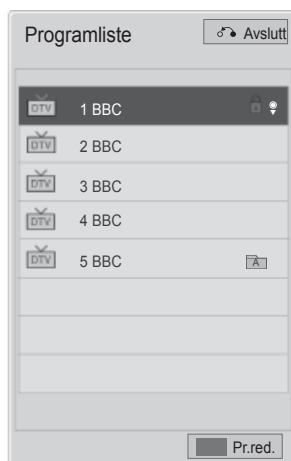 Programliste Avslutt
DTV 1 BBC
DTV 2 BBC
DTV 3 BBC
DTV 4 BBC
DTV 5 BBC A
Pr.red.